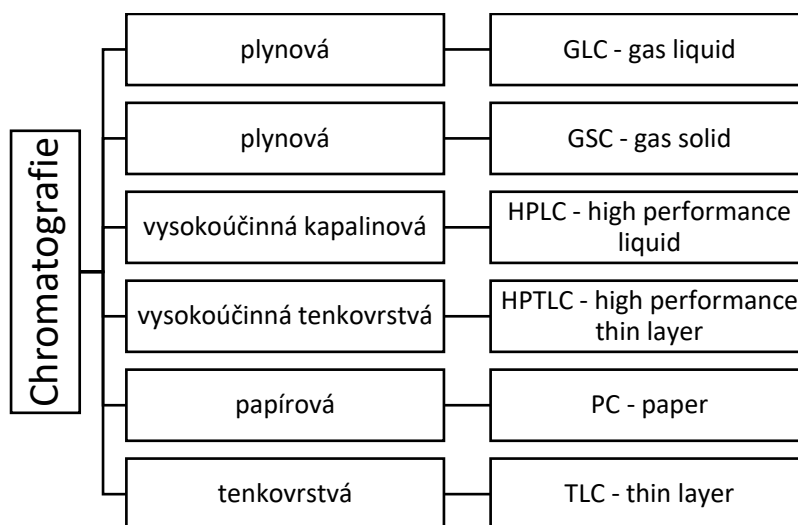 Chromatografie
plynová
GLC - gas liquid
plynová
GSC - gas solid
vysokoúčinná kapalinová
HPLC - high performance
liquid
vysokoúčinná tenkovrstvá
HPTLC - high performance
thin layer
papírová
PC - paper
tenkovrstvá
TLC - thin layer